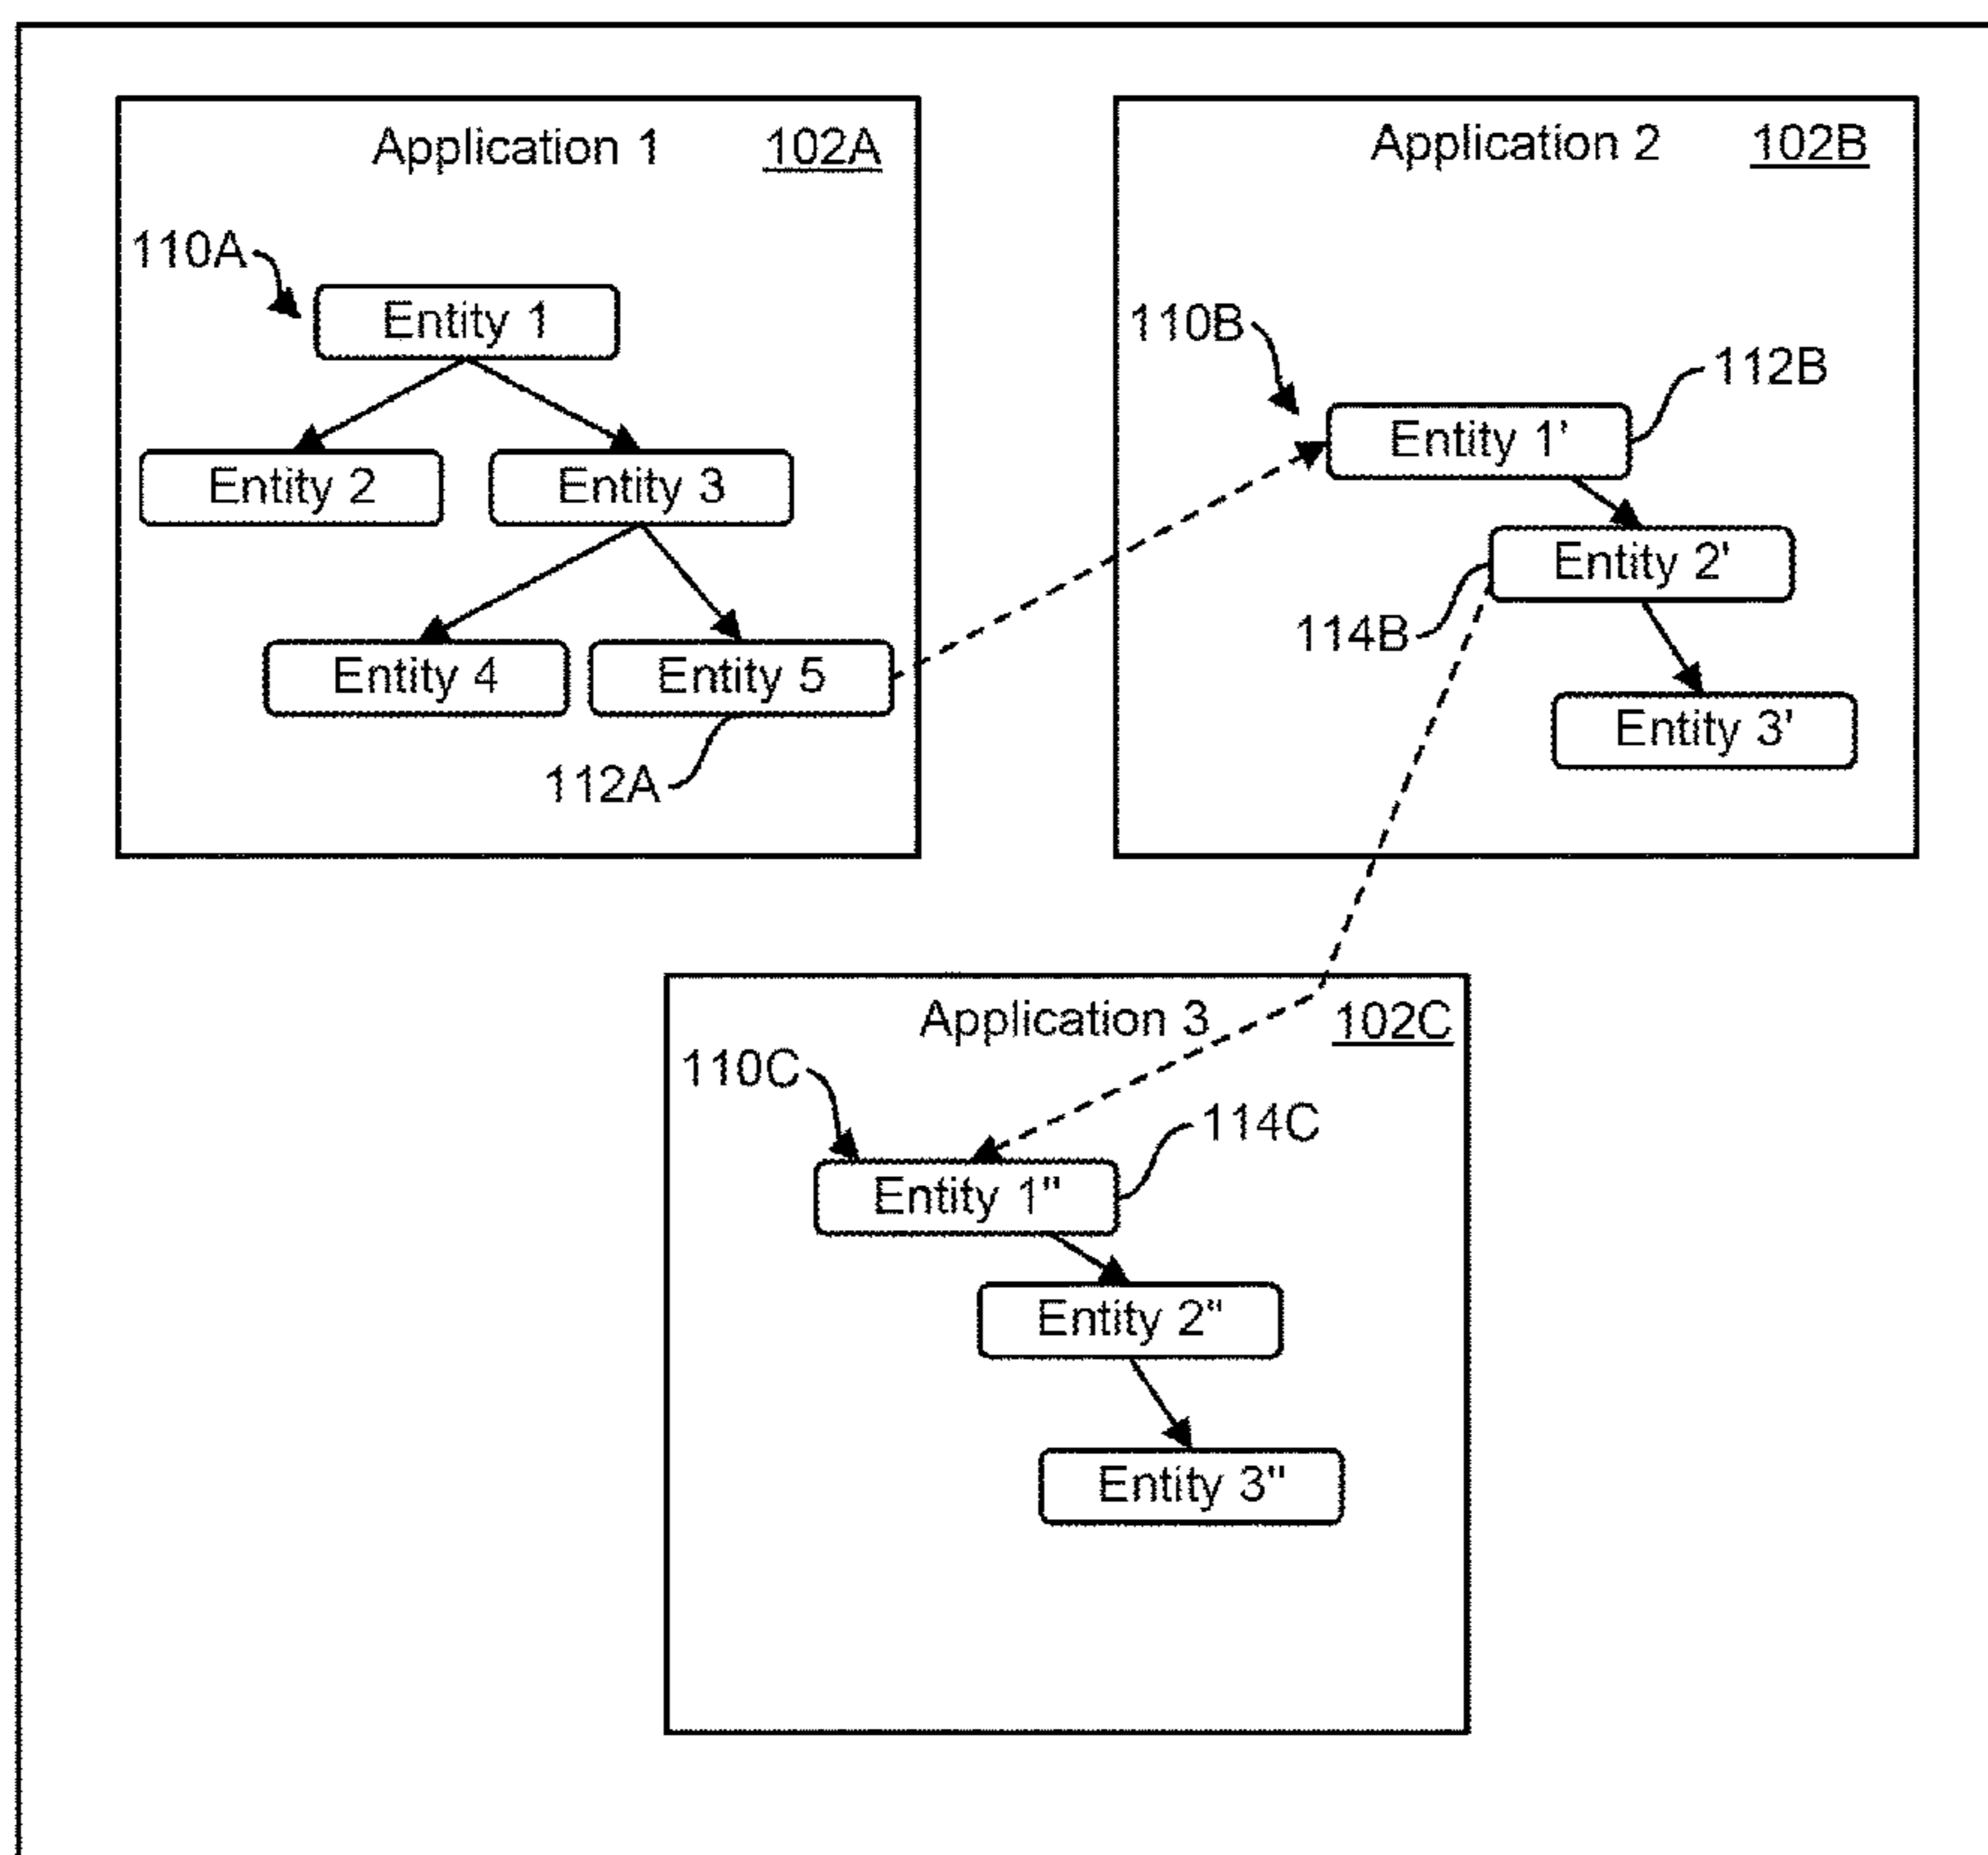 Application 1 102A
110A
Entity 1
Entity 2
Entity 3
Entity 4
Entity 5
112A
Application 2 102B
110B
112B
Entity 1'
Entity 2'
114B
Entity 3'
Application 3 102C
110C
114C
Entity 1"
Entity 2"
Entity 3"